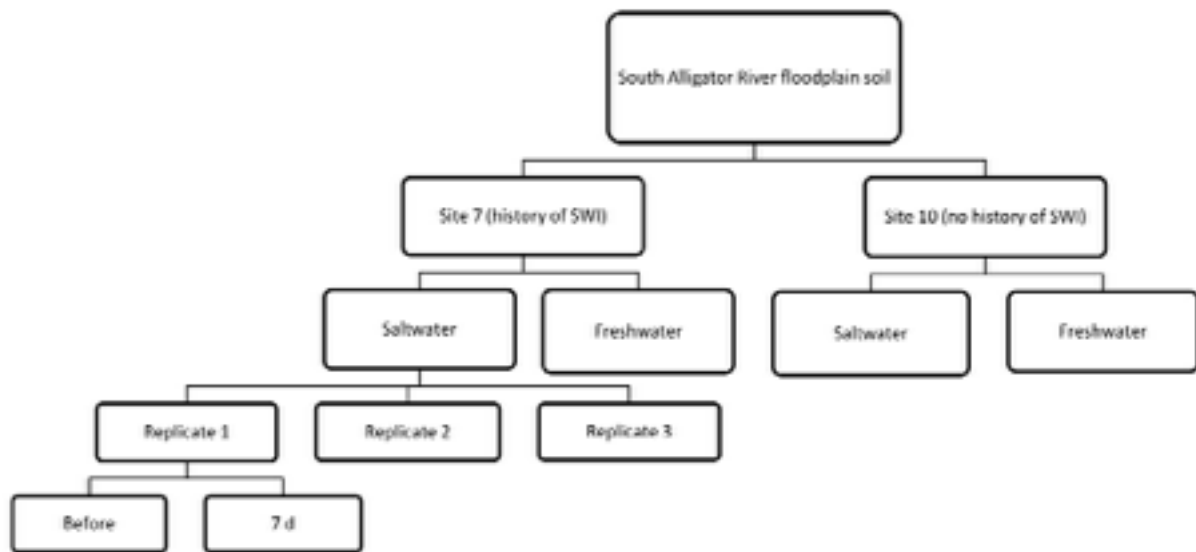 South Alligator River floodplain soil
Site 7 (history of SWI)
Site 10 (no history of SWI)
Saltwater
Freshwater
Saltwater
Freshwater
Replicate 1
Replicate 2
Replicate 3
Before
7 d